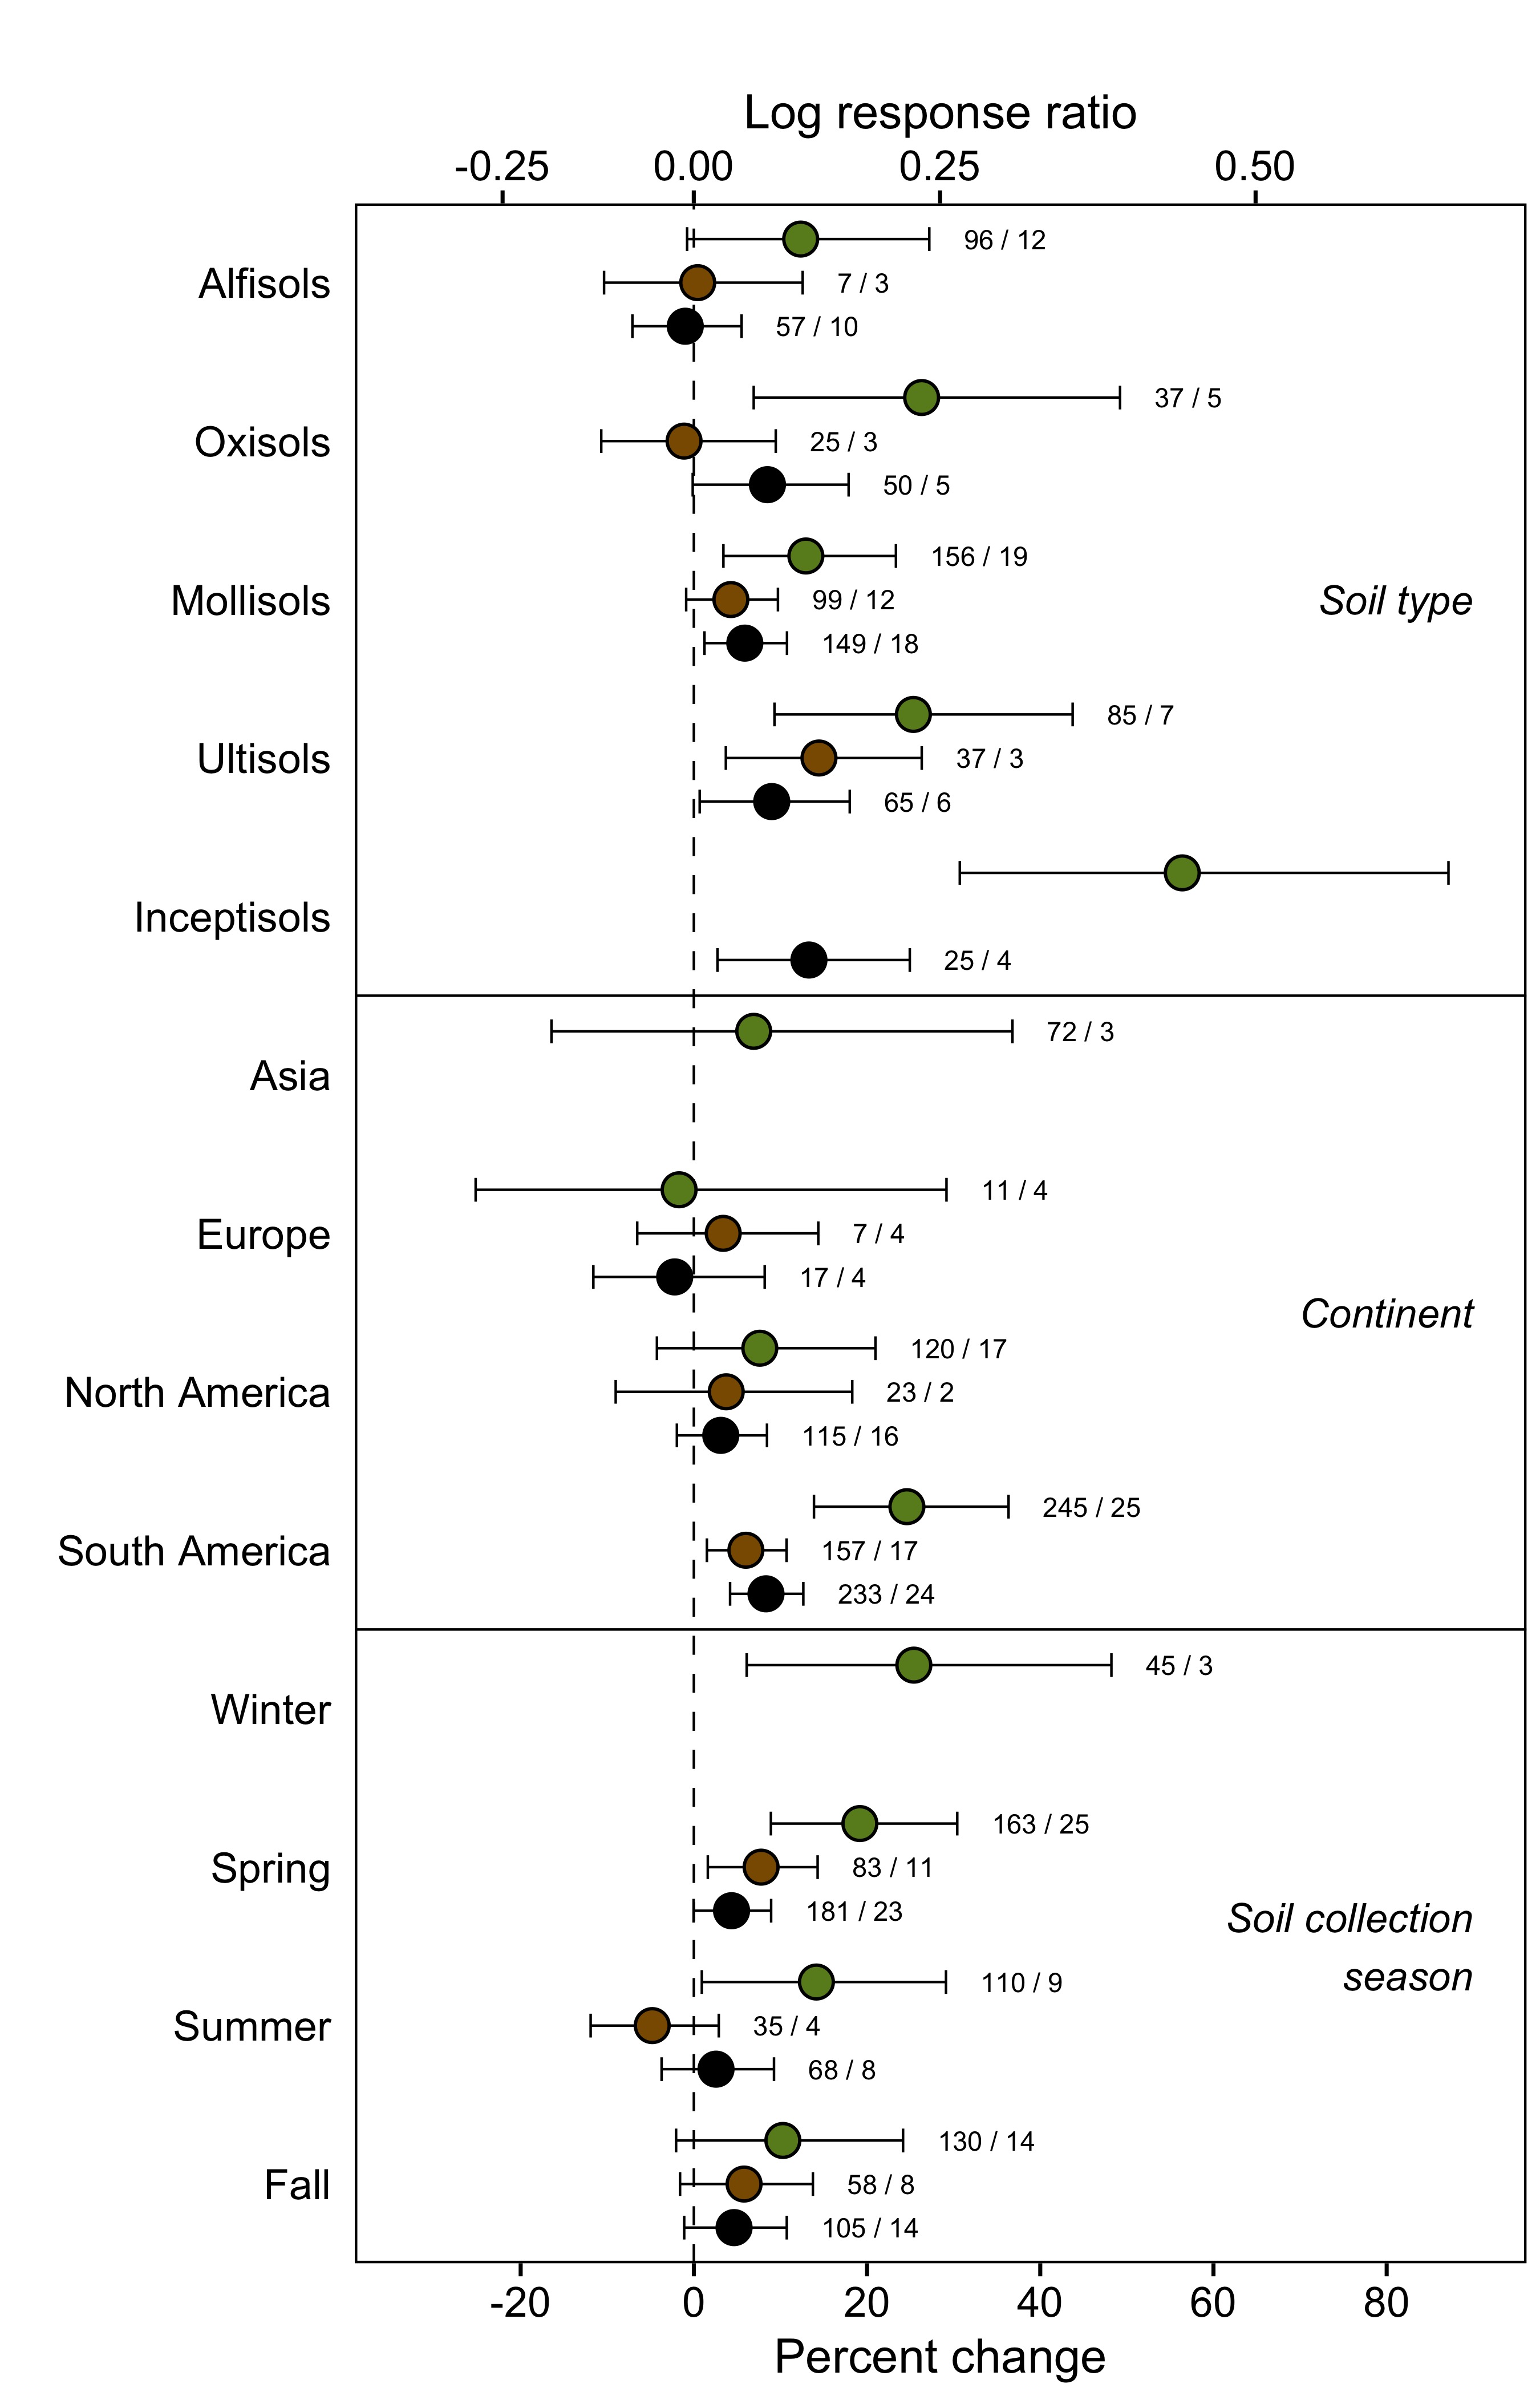 Log response ratio
-0.25 0.00 0.25 0.50
96 / 12
Alfisols 7 / 3
57 / 10
37 / 5
Oxisols 25 / 3
50 / 5
156 / 19
Mollisols 99 / 12 Soil type
149 / 18
85 / 7
Ultisols 37 / 3
65 / 6
Inceptisols
25 / 4
72 / 3
Asia
11 / 4
Europe 7 / 4
17 / 4
Continent
120 / 17
North America 23 / 2
115 / 16
245 / 25
South America 157 / 17
233 / 24
45 / 3
Winter
163 / 25
Spring 83 / 11
181 / 23
Soil collection
season
110 / 9
Summer 35 / 4
68 / 8
130 / 14
Fall 58 / 8
105 / 14
-20 0 20 40 60 80
Percent change